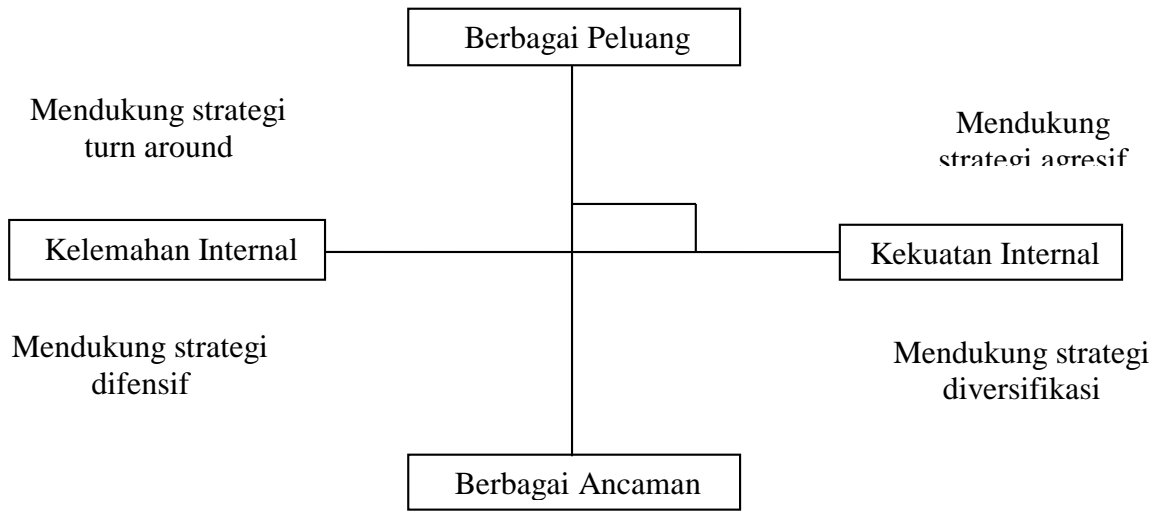 Berbagai Peluang
Mendukung strategi
turn around
Mendukung
strategi agresif
Kelemahan Internal
Kekuatan Internal
Mendukung strategi
difensif
Mendukung strategi
diversifikasi
Berbagai Ancaman